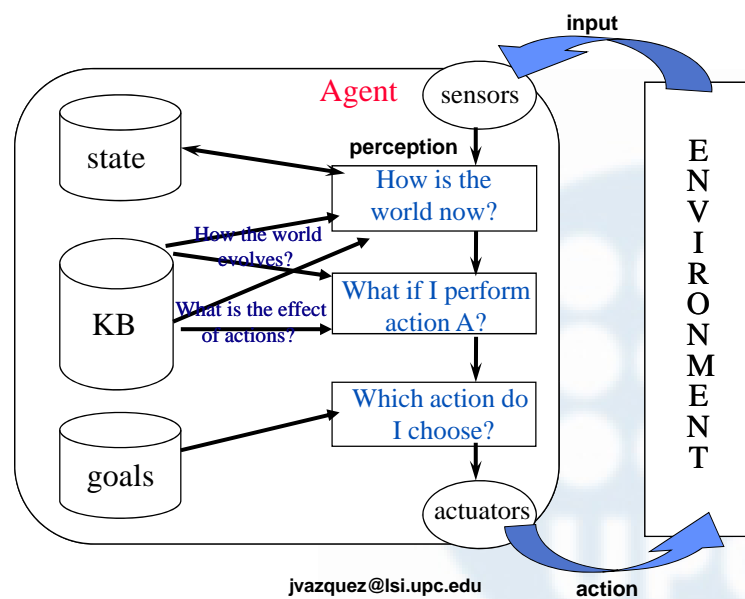 input
Agent
sensors
state
perception
How is the
world now?
How the world
evolves?
KB
What is the effect
of actions?
What if I perform
action A?
Which action do
I choose?
goals
actuators
ENVIRONMENT
jvazquez@lsi.upc.edu
action